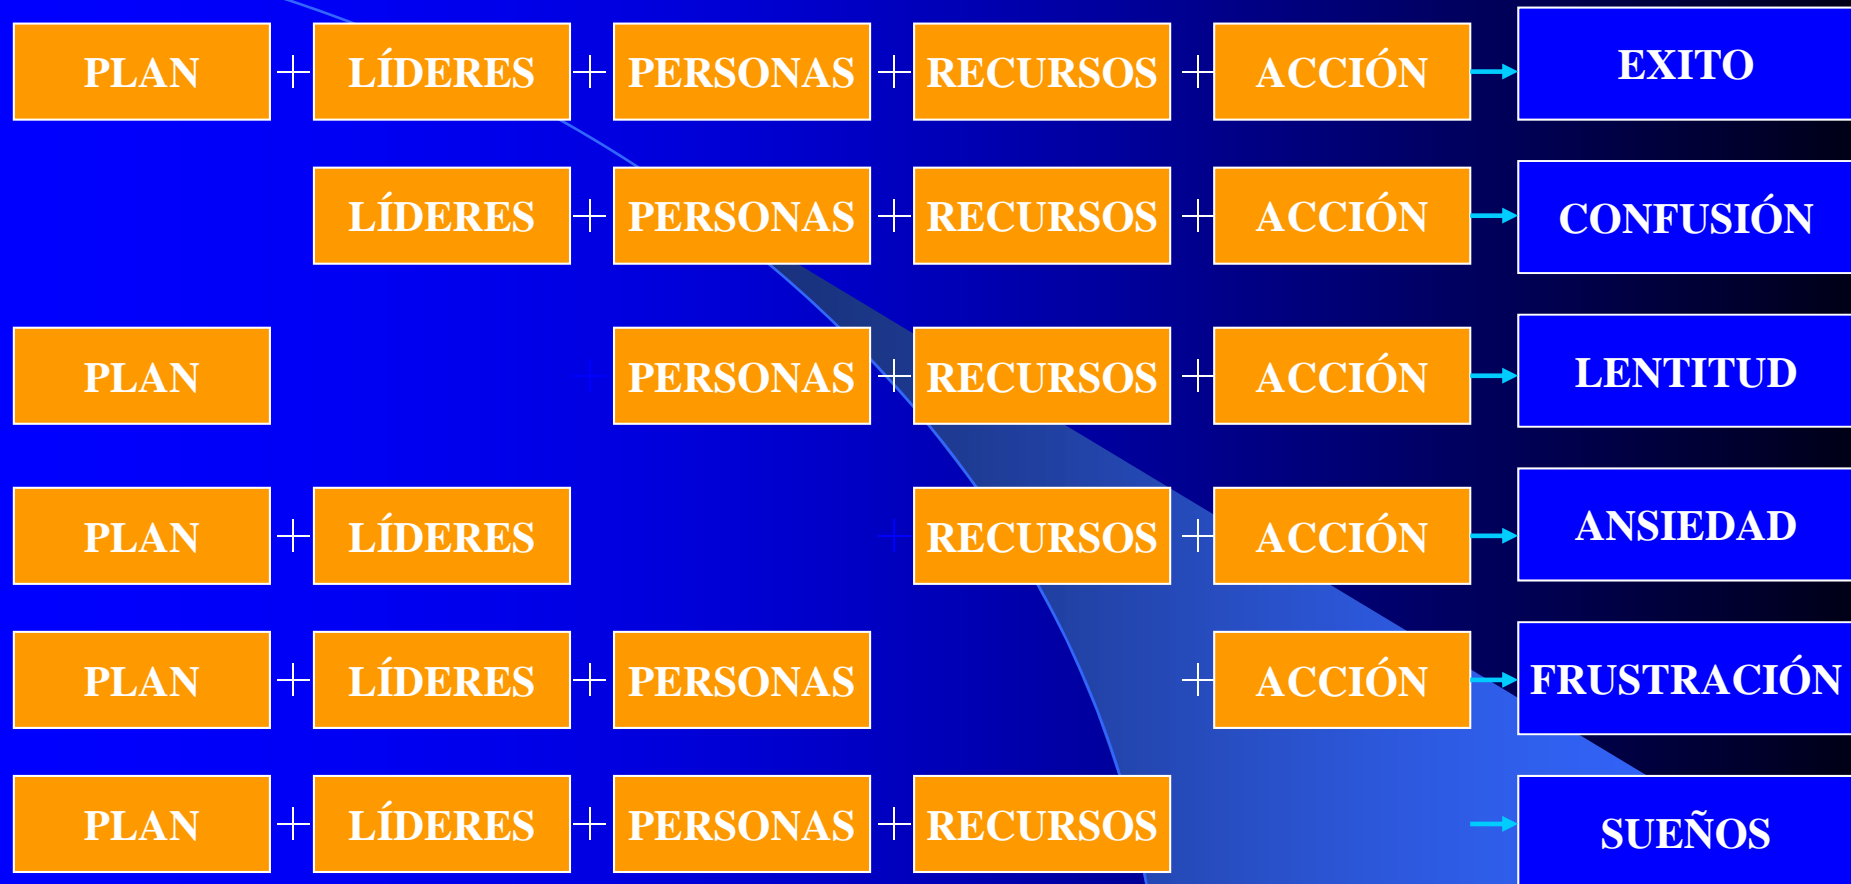 PLAN + LÍDERES + PERSONAS + RECURSOS + ACCIÓN → EXITO
LÍDERES + PERSONAS + RECURSOS + ACCIÓN → CONFUSIÓN
PLAN + PERSONAS + RECURSOS + ACCIÓN → LENTITUD
PLAN + LÍDERES + RECURSOS + ACCIÓN → ANSIEDAD
PLAN + LÍDERES + PERSONAS + ACCIÓN → FRUSTRACIÓN
PLAN + LÍDERES + PERSONAS + RECURSOS → SUEÑOS